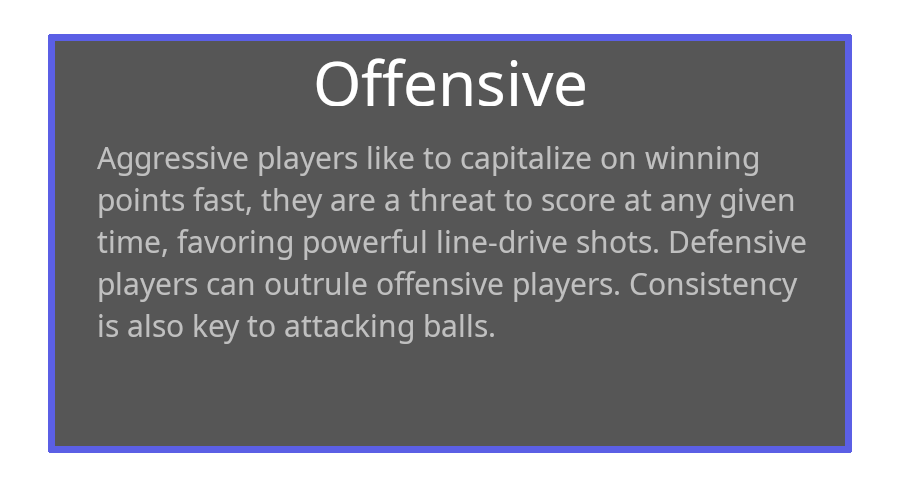 Offensive
Aggressive players like to capitalize on winning
points fast, they are a threat to score at any given
time, favoring powerful line-drive shots. Defensive
players can outrule offensive players. Consistency
is also key to attacking balls.